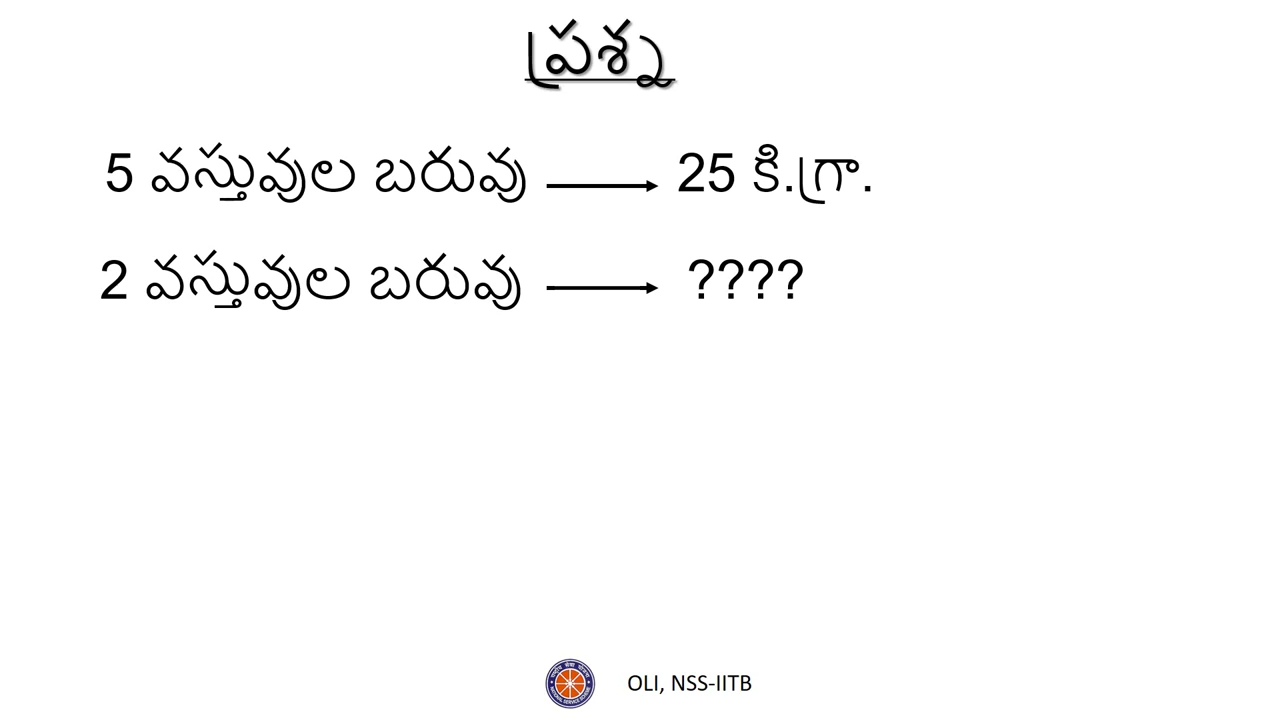 ప్రశ్న
5 వస్తువుల బరువు → 25 కి.గ్రా.
2 వస్తువుల బరువు → ????
OLI, NSS-IITB